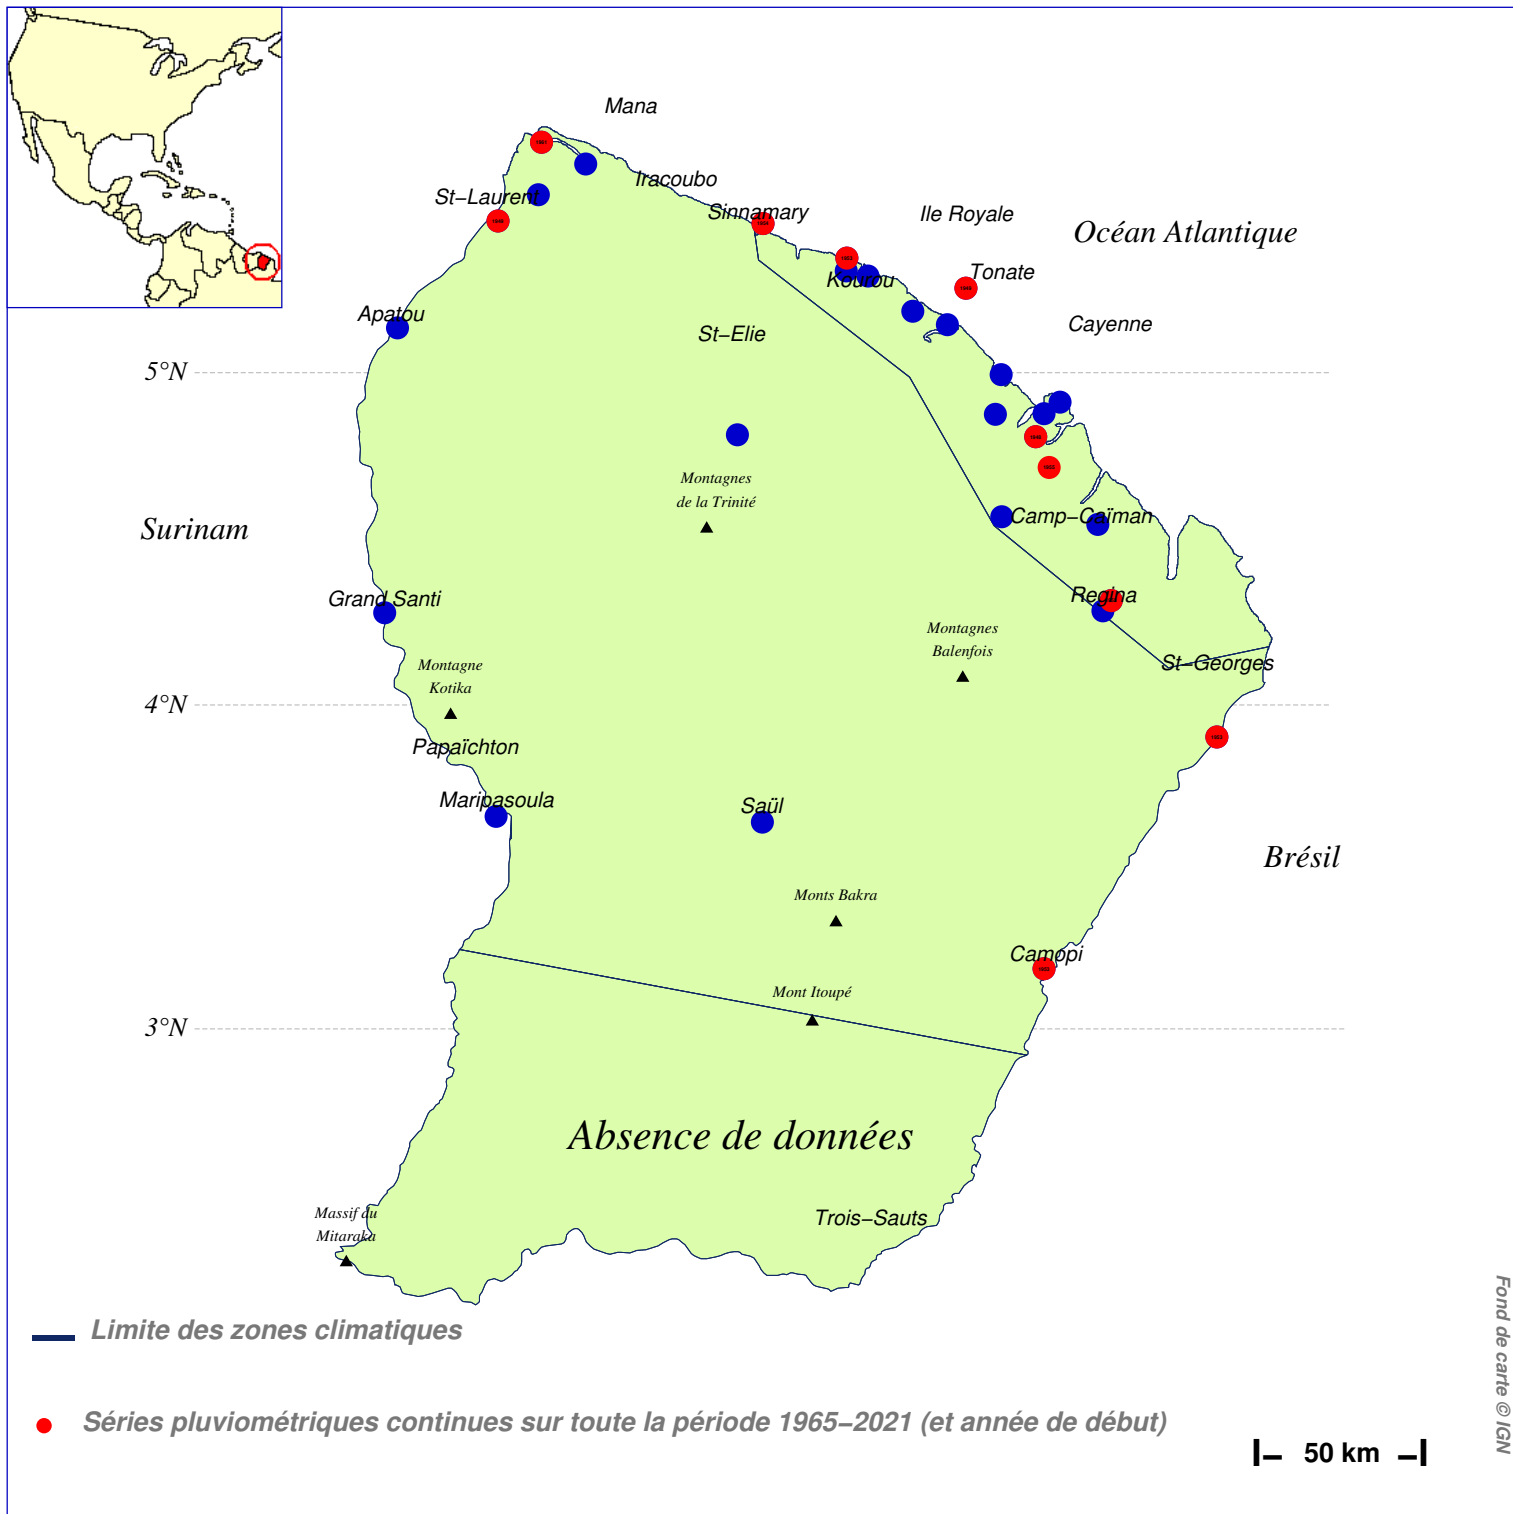 Mana
Iracoubo
St–Laurent
Sinnamary
Ile Royale
Océan Atlantique
Tonate
Kourou
Apatou
Cayenne
St–Elie
5°N
Montagnes
de la Trinité
Camp–Caïman
Surinam
Grand Santi
Regina
Montagnes
Balenfois
Montagne
Kotika
St–Georges
4°N
Papaïchton
Maripasoula
Saül
Brésil
Monts Bakra
Camopi
Mont Itoupé
3°N
Absence de données
Trois–Sauts
Massif du
Mitaraka
Limite des zones climatiques
Séries pluviométriques continues sur toute la période 1965–2021 (et année de début)
50 km
Fond de carte © IGN